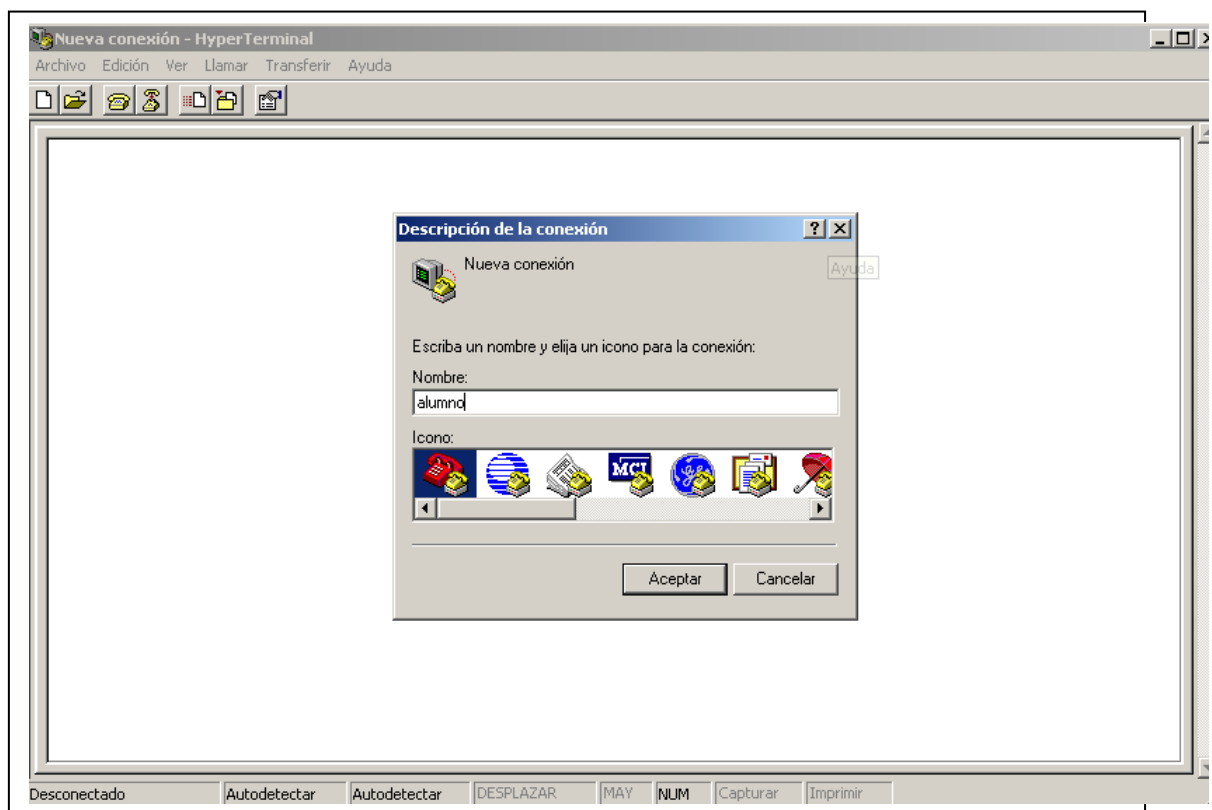 Nueva conexión - HyperTerminal
Archivo Edición Ver Llamar Transferir Ayuda
Descripción de la conexión
Nueva conexión
Ayuda
Escriba un nombre y elija un icono para la conexión:
Nombre:
alumno
Icono:
MCI
Aceptar Cancelar
Desconectado Autodetectar Autodetectar DESPLAZAR MAY NUM Capturar Imprimir